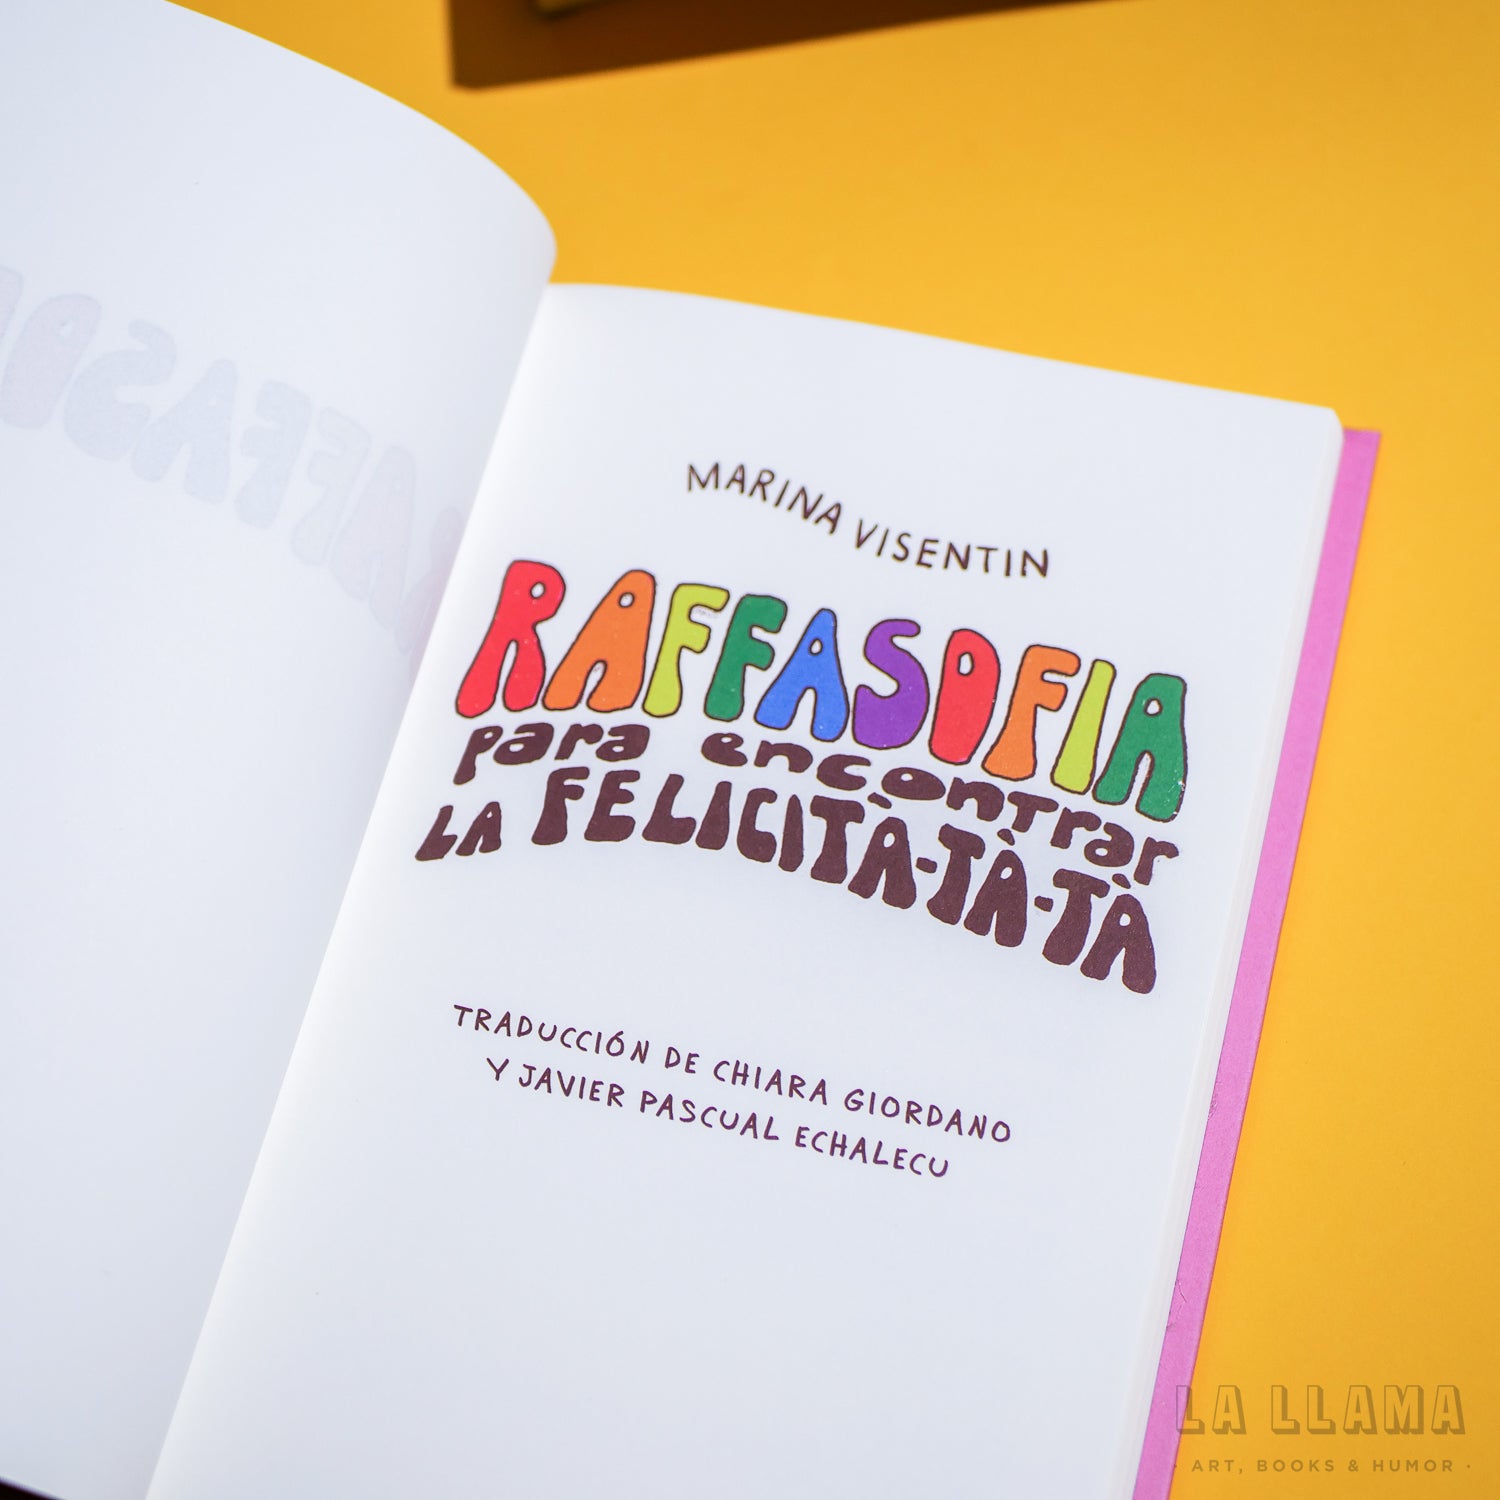 MARINA VISENTIN
RAFFASOFIA
para encontrar
LA FELICITÀ-TÀ-TÀ
TRADUCCIÓN DE CHIARA GIORDANO
Y JAVIER PASCUAL ECHALECU
RAFFASO
LA LLAMA
· ART, BOOKS & HUMOR ·